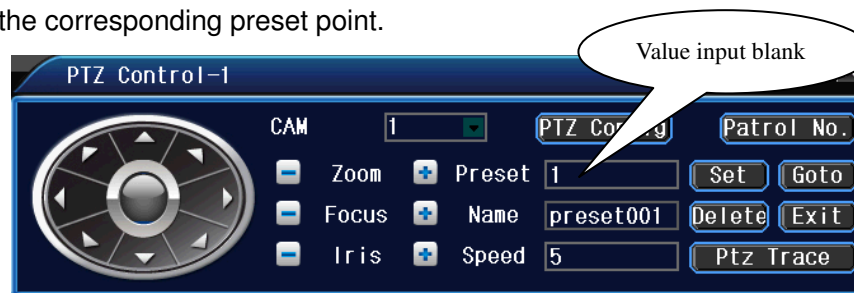 the corresponding preset point.
Value input blank
PTZ Control-1
CAM 1 PTZ Patrol No.
Zoom Preset 1 Set Goto
Focus Name preset001 Delete Exit
Iris Speed 5 Ptz Trace